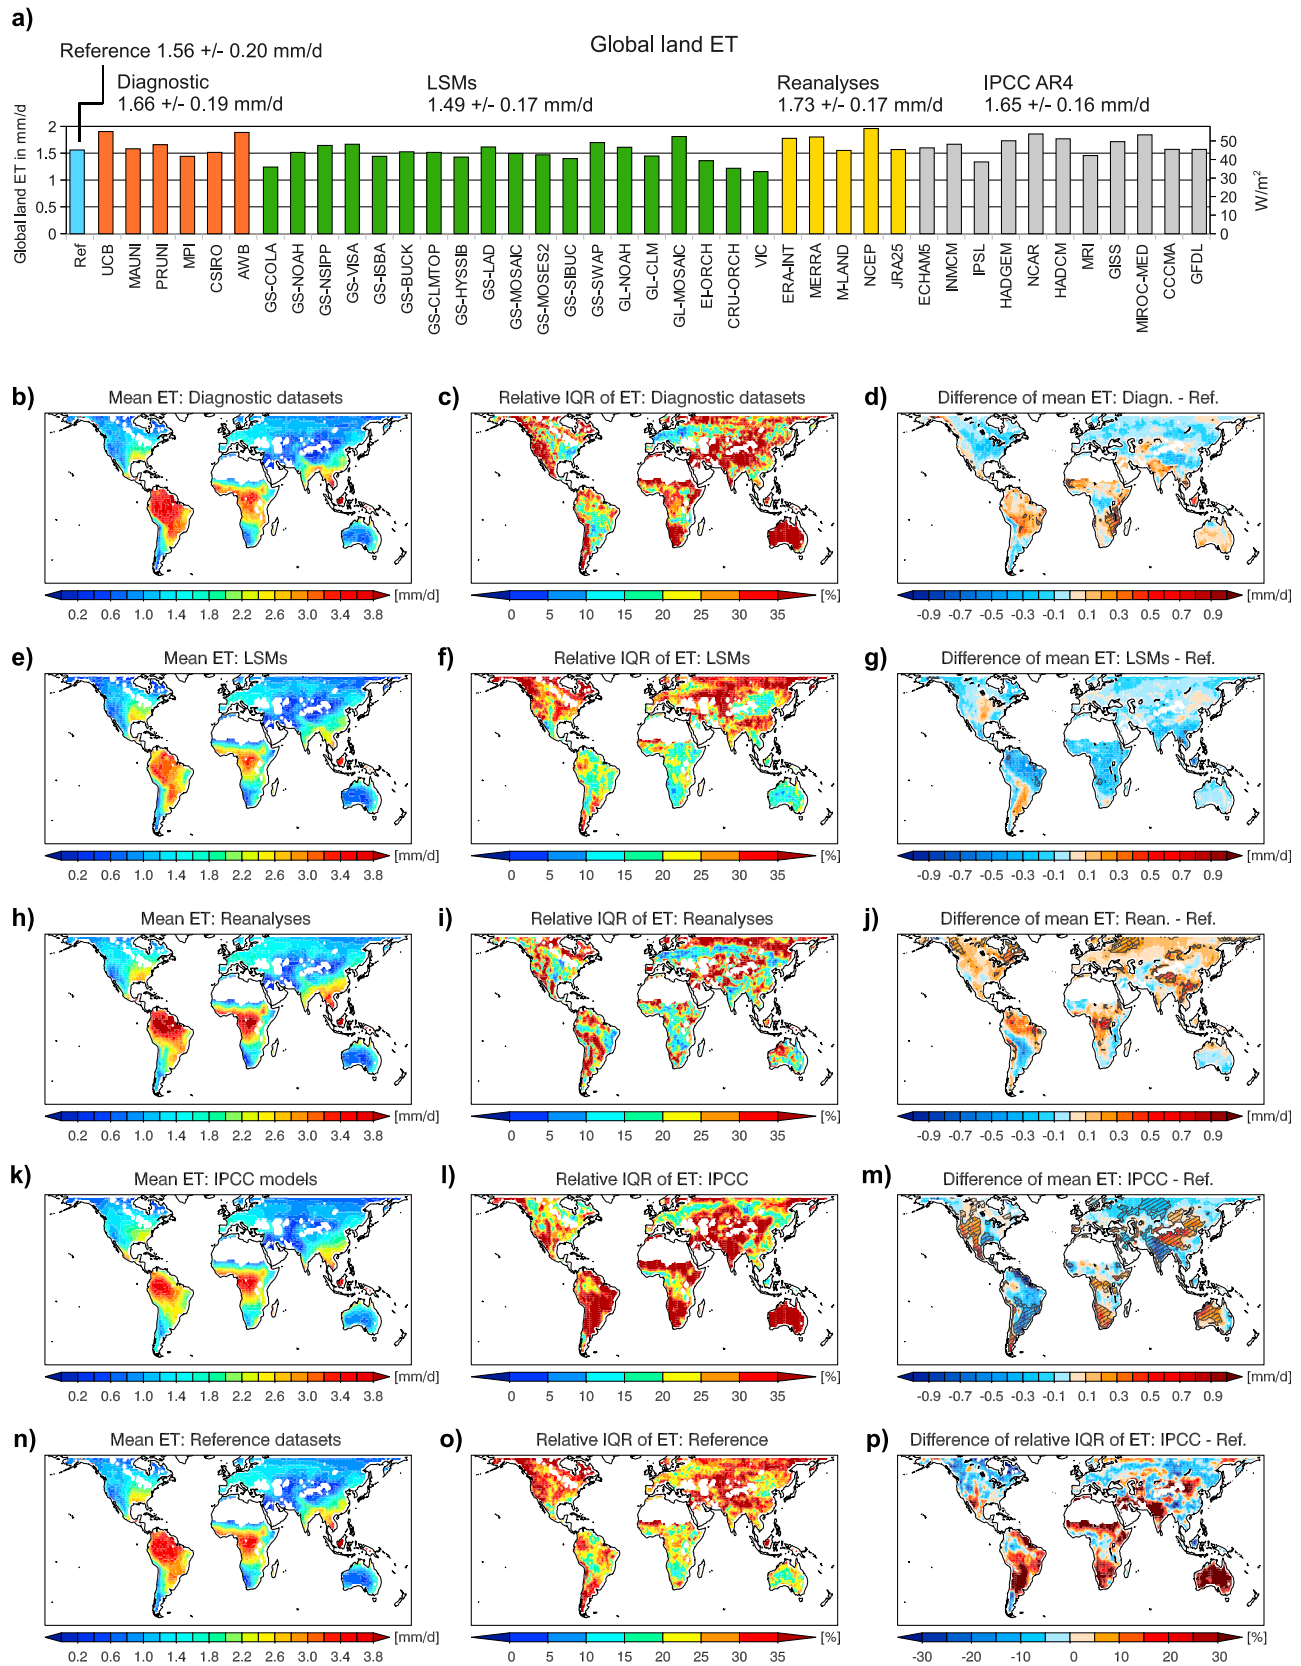 a)
Global land ET
Reference 1.56 +/- 0.20 mm/d
Diagnostic
1.66 +/- 0.19 mm/d
LSMs
1.49 +/- 0.17 mm/d
Reanalyses
1.73 +/- 0.17 mm/d
IPCC AR4
1.65 +/- 0.16 mm/d
Global land ET in mm/d
2
1.5
1
0.5
0
50
40
30
20
10
0
W/m²
Ref
UCB
MAUNI
PRUNI
MPI
CSIRO
AWB
GS-COLA
GS-NOAH
GS-NSIPP
GS-VISA
GS-ISBA
GS-BUCK
GS-CLMTOP
GS-HYSSIB
GS-LAD
GS-MOSAIC
GS-MOSES2
GS-SIBUC
GS-SWAP
GL-NOAH
GL-CLM
GL-MOSAIC
EI-ORCH
CRU-ORCH
VIC
ERA-INT
MERRA
M-LAND
NCEP
JRA25
ECHAM5
INMCM
IPSL
HADGEM
NCAR
HADCM
MRI
GISS
MIROC-MED
CCCMA
GFDL
b) Mean ET: Diagnostic datasets
[mm/d]
0.2 0.6 1.0 1.4 1.8 2.2 2.6 3.0 3.4 3.8
c) Relative IQR of ET: Diagnostic datasets
[%]
0 5 10 15 20 25 30 35
d) Difference of mean ET: Diagn. - Ref.
[mm/d]
-0.9 -0.7 -0.5 -0.3 -0.1 0.1 0.3 0.5 0.7 0.9
e) Mean ET: LSMs
[mm/d]
0.2 0.6 1.0 1.4 1.8 2.2 2.6 3.0 3.4 3.8
f) Relative IQR of ET: LSMs
[%]
0 5 10 15 20 25 30 35
g) Difference of mean ET: LSMs - Ref.
[mm/d]
-0.9 -0.7 -0.5 -0.3 -0.1 0.1 0.3 0.5 0.7 0.9
h) Mean ET: Reanalyses
[mm/d]
0.2 0.6 1.0 1.4 1.8 2.2 2.6 3.0 3.4 3.8
i) Relative IQR of ET: Reanalyses
[%]
0 5 10 15 20 25 30 35
j) Difference of mean ET: Rean. - Ref.
[mm/d]
-0.9 -0.7 -0.5 -0.3 -0.1 0.1 0.3 0.5 0.7 0.9
k) Mean ET: IPCC models
[mm/d]
0.2 0.6 1.0 1.4 1.8 2.2 2.6 3.0 3.4 3.8
l) Relative IQR of ET: IPCC
[%]
0 5 10 15 20 25 30 35
m) Difference of mean ET: IPCC - Ref.
[mm/d]
-0.9 -0.7 -0.5 -0.3 -0.1 0.1 0.3 0.5 0.7 0.9
n) Mean ET: Reference datasets
[mm/d]
0.2 0.6 1.0 1.4 1.8 2.2 2.6 3.0 3.4 3.8
o) Relative IQR of ET: Reference
[%]
0 5 10 15 20 25 30 35
p) Difference of relative IQR of ET: IPCC - Ref.
[%]
-30 -20 -10 0 10 20 30